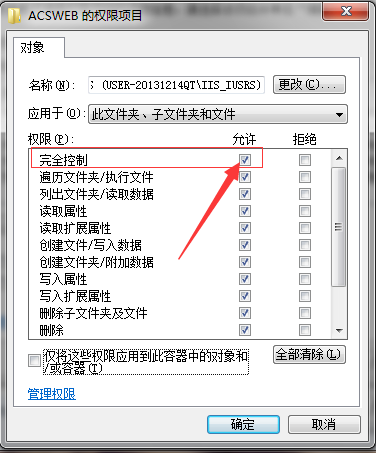 ACSWEB 的权限项目
对象
名称(N): ; (USER-20131214QT\IIS_IUSRS) 更改(C)...
应用于(O): 此文件夹、子文件夹和文件
权限(P): 允许 拒绝
完全控制
遍历文件夹/执行文件
列出文件夹/读取数据
读取属性
读取扩展属性
创建文件/写入数据
创建文件夹/附加数据
写入属性
写入扩展属性
删除子文件夹及文件
删除
仅将这些权限应用到此容器中的对象和
/或容器(T)
全部清除(L)
管理权限
确定 取消